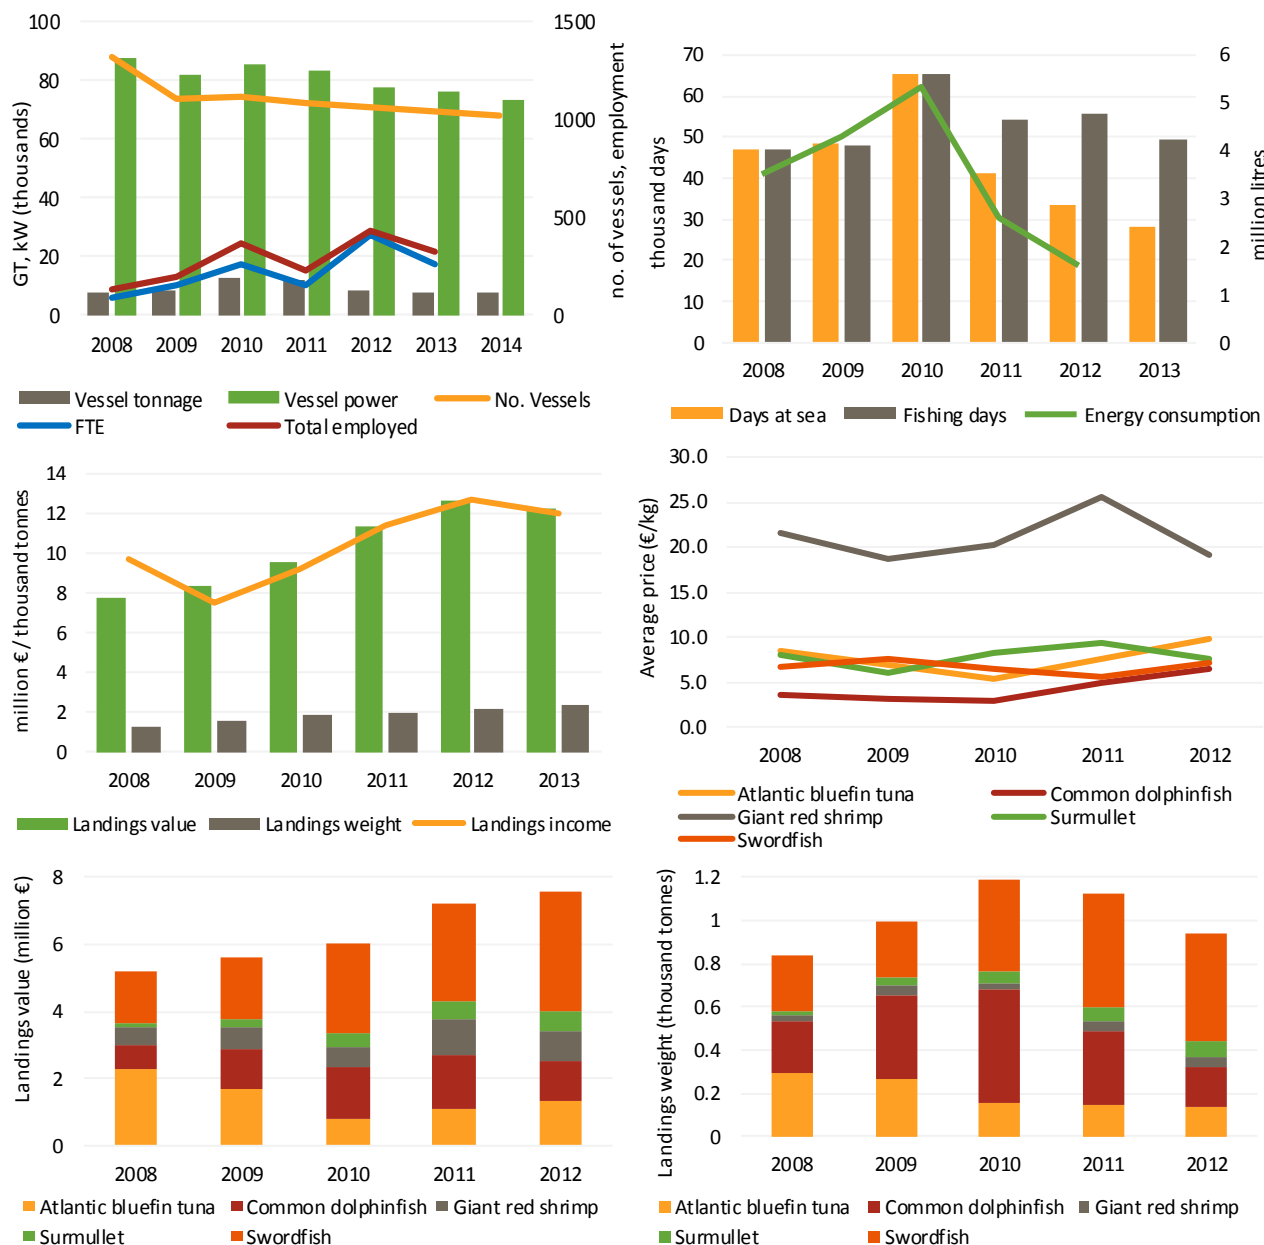 100
80
60
40
20
0
GT, kW (thousands)
1500
1000
500
0
no. of vessels, employment
2008 2009 2010 2011 2012 2013 2014
Vessel tonnage Vessel power No. Vessels
FTE Total employed
70
60
50
40
30
20
10
0
thousand days
6
5
4
3
2
1
0
million litres
2008 2009 2010 2011 2012 2013
Days at sea Fishing days Energy consumption
14
12
10
8
6
4
2
0
million € / thousand tonnes
2008 2009 2010 2011 2012 2013
Landings value Landings weight Landings income
30.0
25.0
20.0
15.0
10.0
5.0
0.0
Average price (€/kg)
2008 2009 2010 2011 2012
Atlantic bluefin tuna Common dolphinfish
Giant red shrimp Surmullet
Swordfish
8
6
4
2
0
Landings value (million €)
2008 2009 2010 2011 2012
Atlantic bluefin tuna Common dolphinfish Giant red shrimp
Surmullet Swordfish
1.2
1
0.8
0.6
0.4
0.2
0
Landings weight (thousand tonnes)
2008 2009 2010 2011 2012
Atlantic bluefin tuna Common dolphinfish Giant red shrimp
Surmullet Swordfish